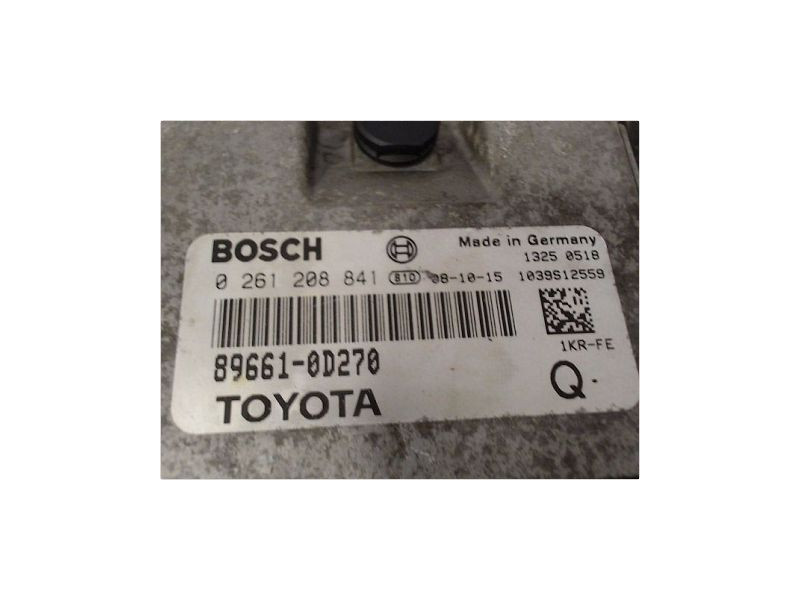 BOSCH Made in Germany
1325 0518
0 261 208 841 810 08-10-15 1039S12559
1KR-FE
89661-0D270
Q.
TOYOTA